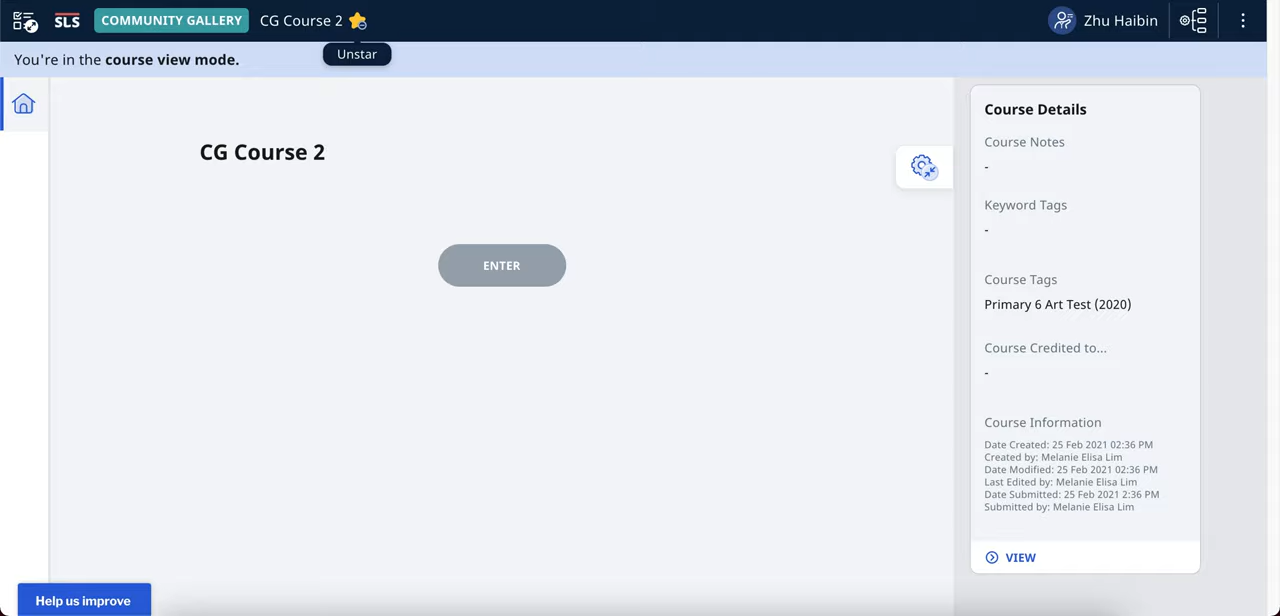 SLS COMMUNITY GALLERY CG Course 2 Zhu Haibin
Unstar
You're in the course view mode.
CG Course 2
ENTER
Course Details
Course Notes
-
Keyword Tags
-
Course Tags
Primary 6 Art Test (2020)
Course Credited to...
-
Course Information
Date Created: 25 Feb 2021 02:36 PM
Created by: Melanie Elisa Lim
Date Modified: 25 Feb 2021 02:36 PM
Last Edited by: Melanie Elisa Lim
Date Submitted: 25 Feb 2021 2:36 PM
Submitted by: Melanie Elisa Lim
VIEW
Help us improve